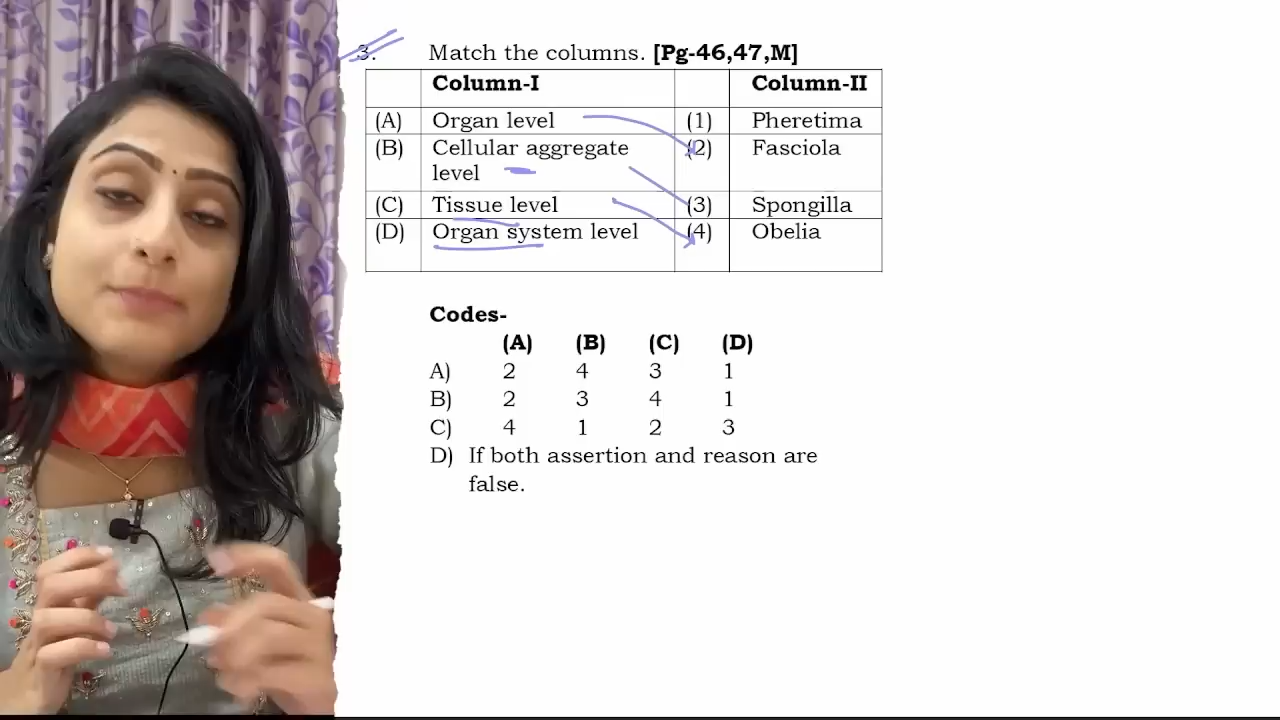 3. Match the columns. [Pg-46,47,M]
Column-I Column-II
(A) Organ level (1) Pheretima
(B) Cellular aggregate level (2) Fasciola
(C) Tissue level (3) Spongilla
(D) Organ system level (4) Obelia
Codes-
(A) (B) (C) (D)
A) 2 4 3 1
B) 2 3 4 1
C) 4 1 2 3
D) If both assertion and reason are
false.